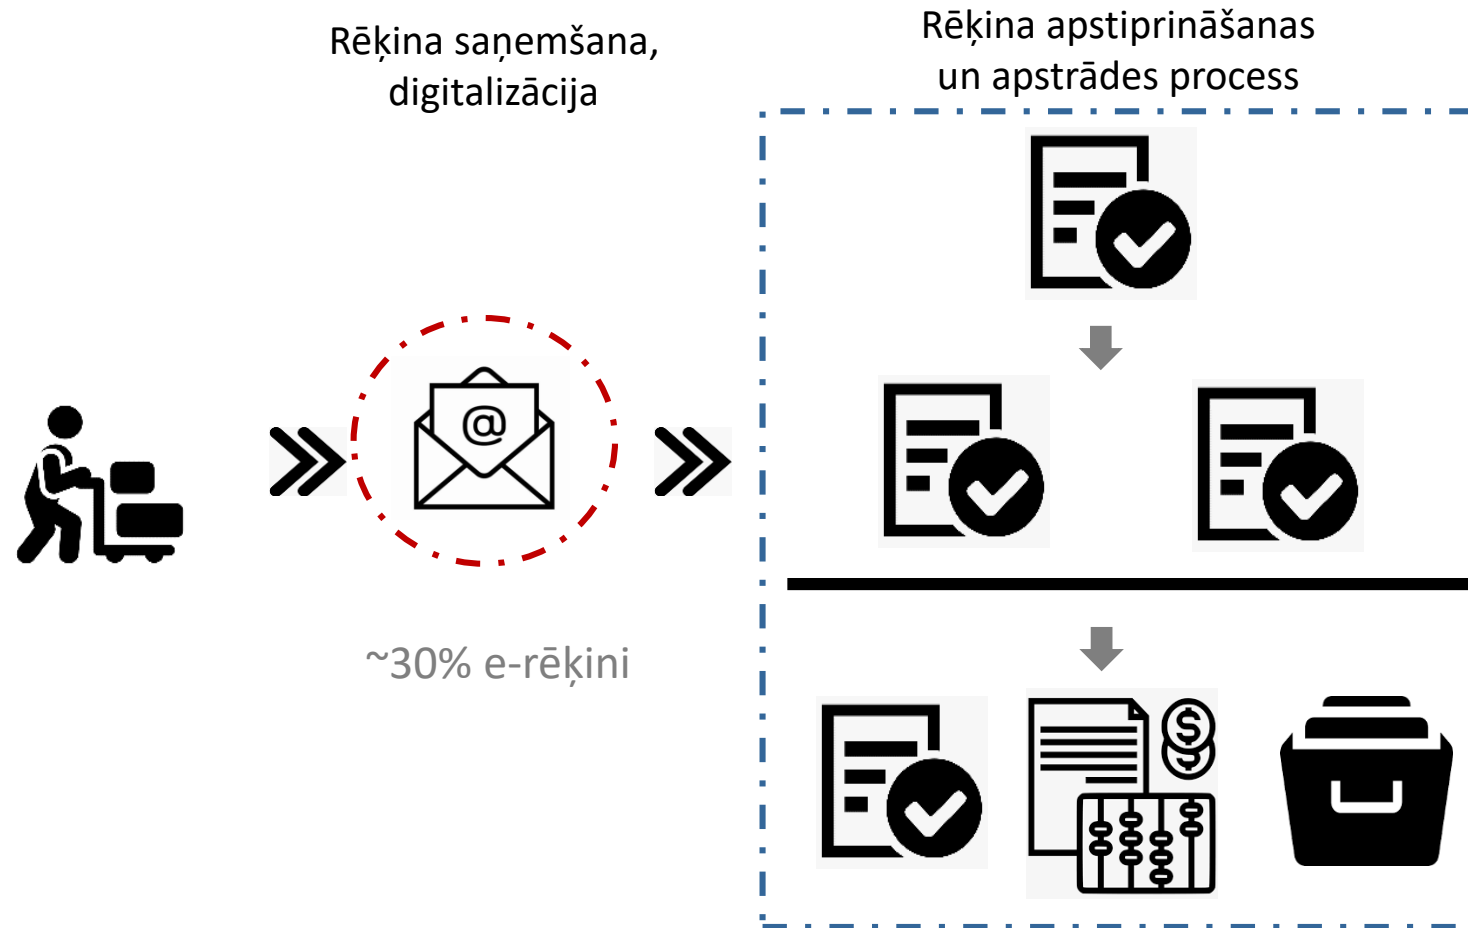 Rēķina saņemšana,
digitalizācija
Rēķina apstiprināšanas
un apstrādes process
@
~30% e-rēķini
$
$